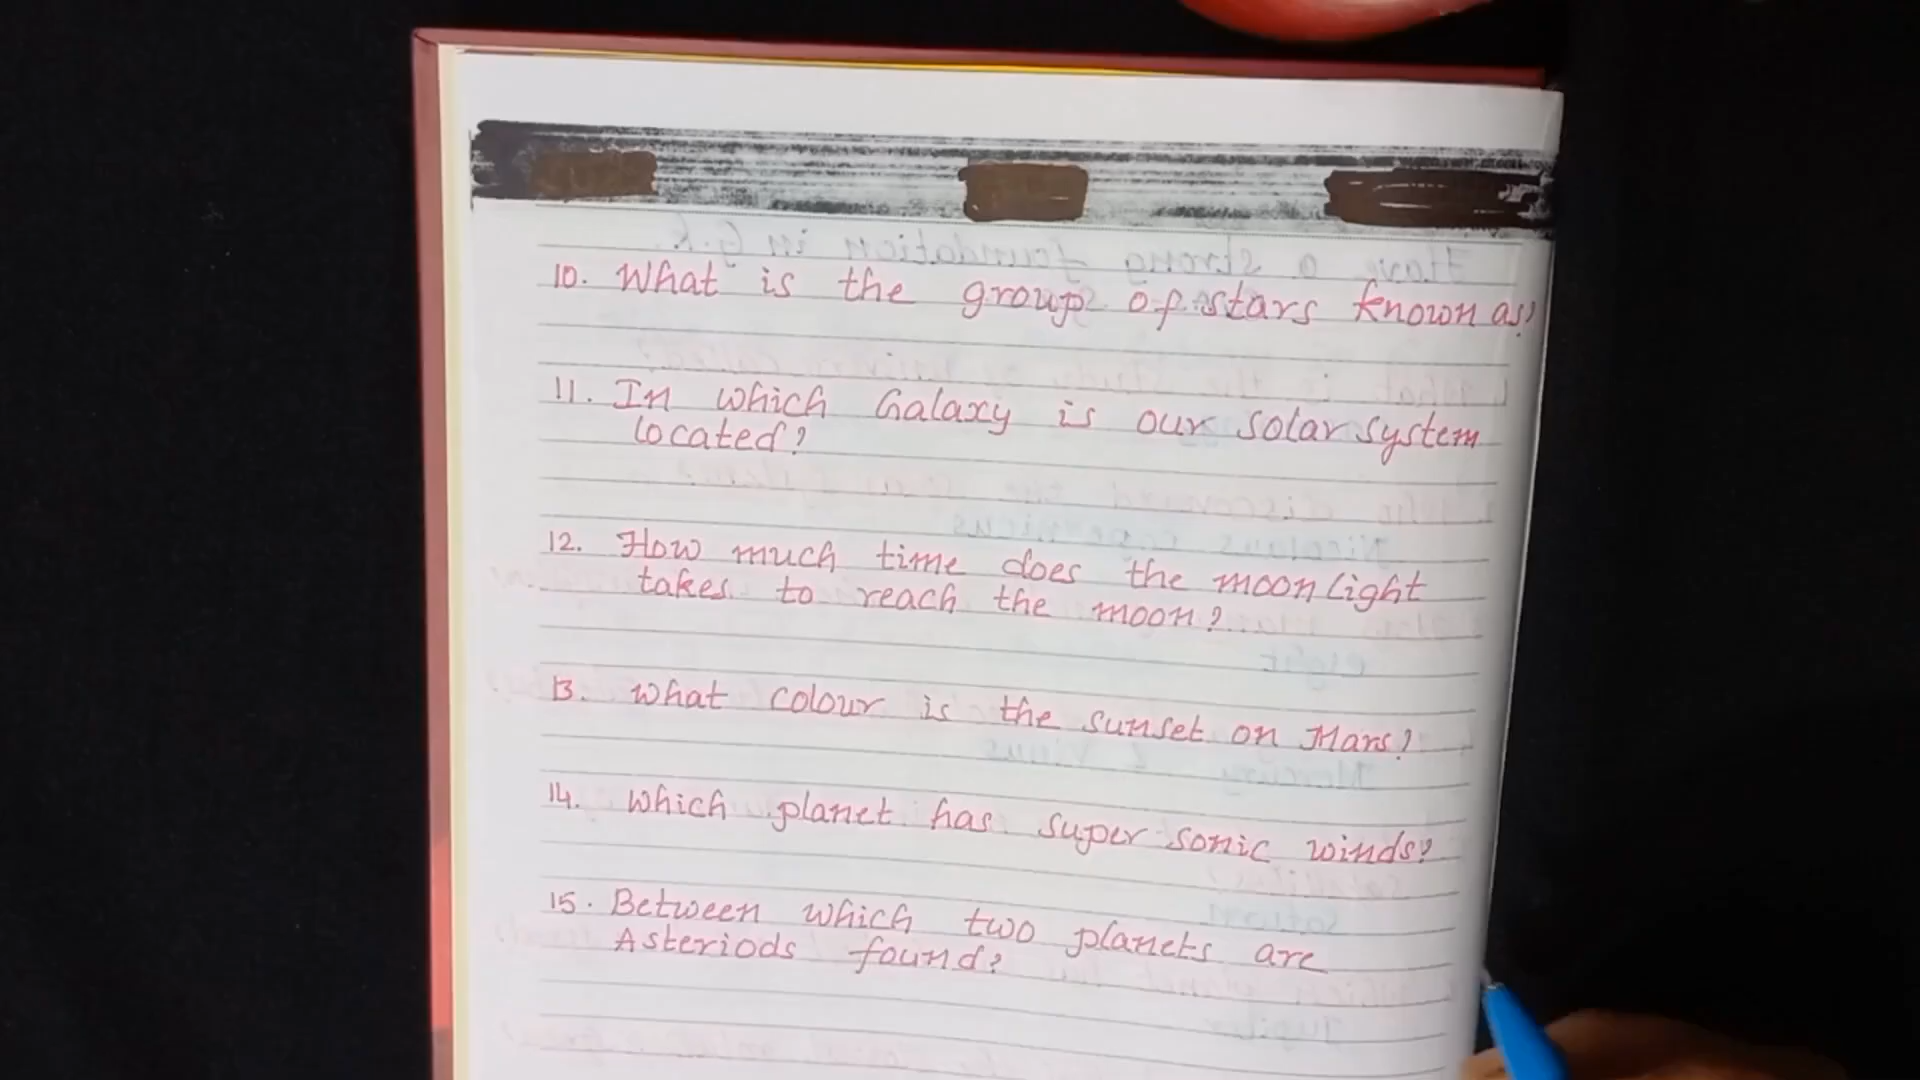 10. What is the group of stars known as?
11. In which Galaxy is our solar system
located?
12. How much time does the moon light
takes to reach the moon?
13. What colour is the sunset on Mars?
14. Which planet has super sonic winds?
15. Between which two planets are
Asteriods found?